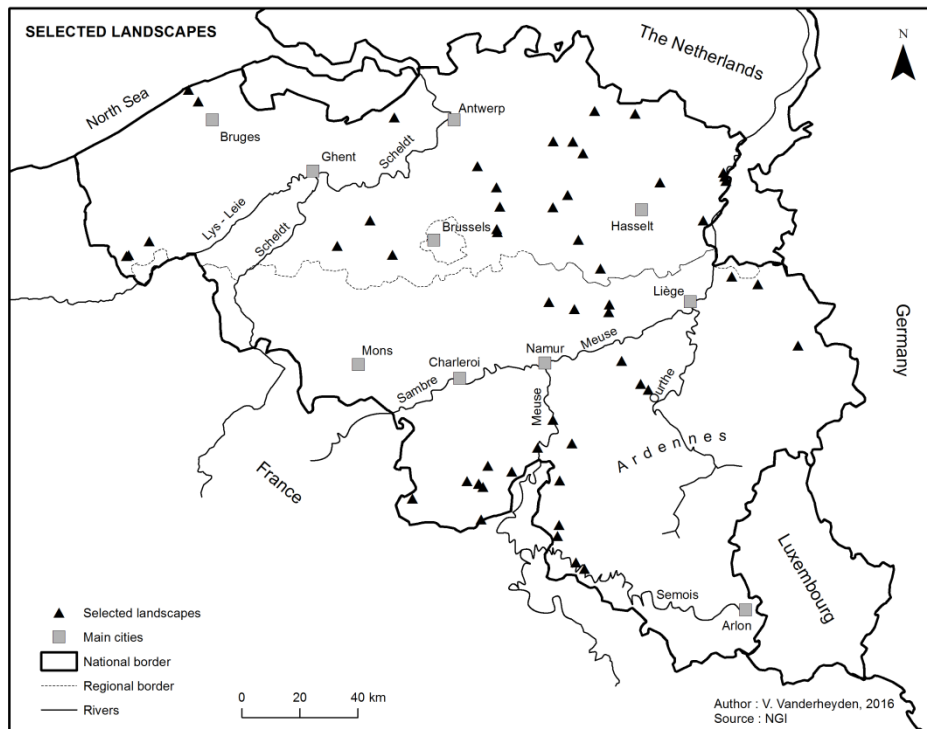 SELECTED LANDSCAPES
N
The Netherlands
North Sea
Bruges
Antwerp
Ghent
Scheldt
Lys - Leie
Scheldt
Brussels
Hasselt
Liège
Germany
Mons
Charleroi
Namur
Meuse
Sambre
Meuse
Ourthe
Ardennes
France
Luxembourg
Semois
Arlon
Selected landscapes
Main cities
National border
Regional border
Rivers
0 20 40 km
Author : V. Vanderheyden, 2016
Source : NGI